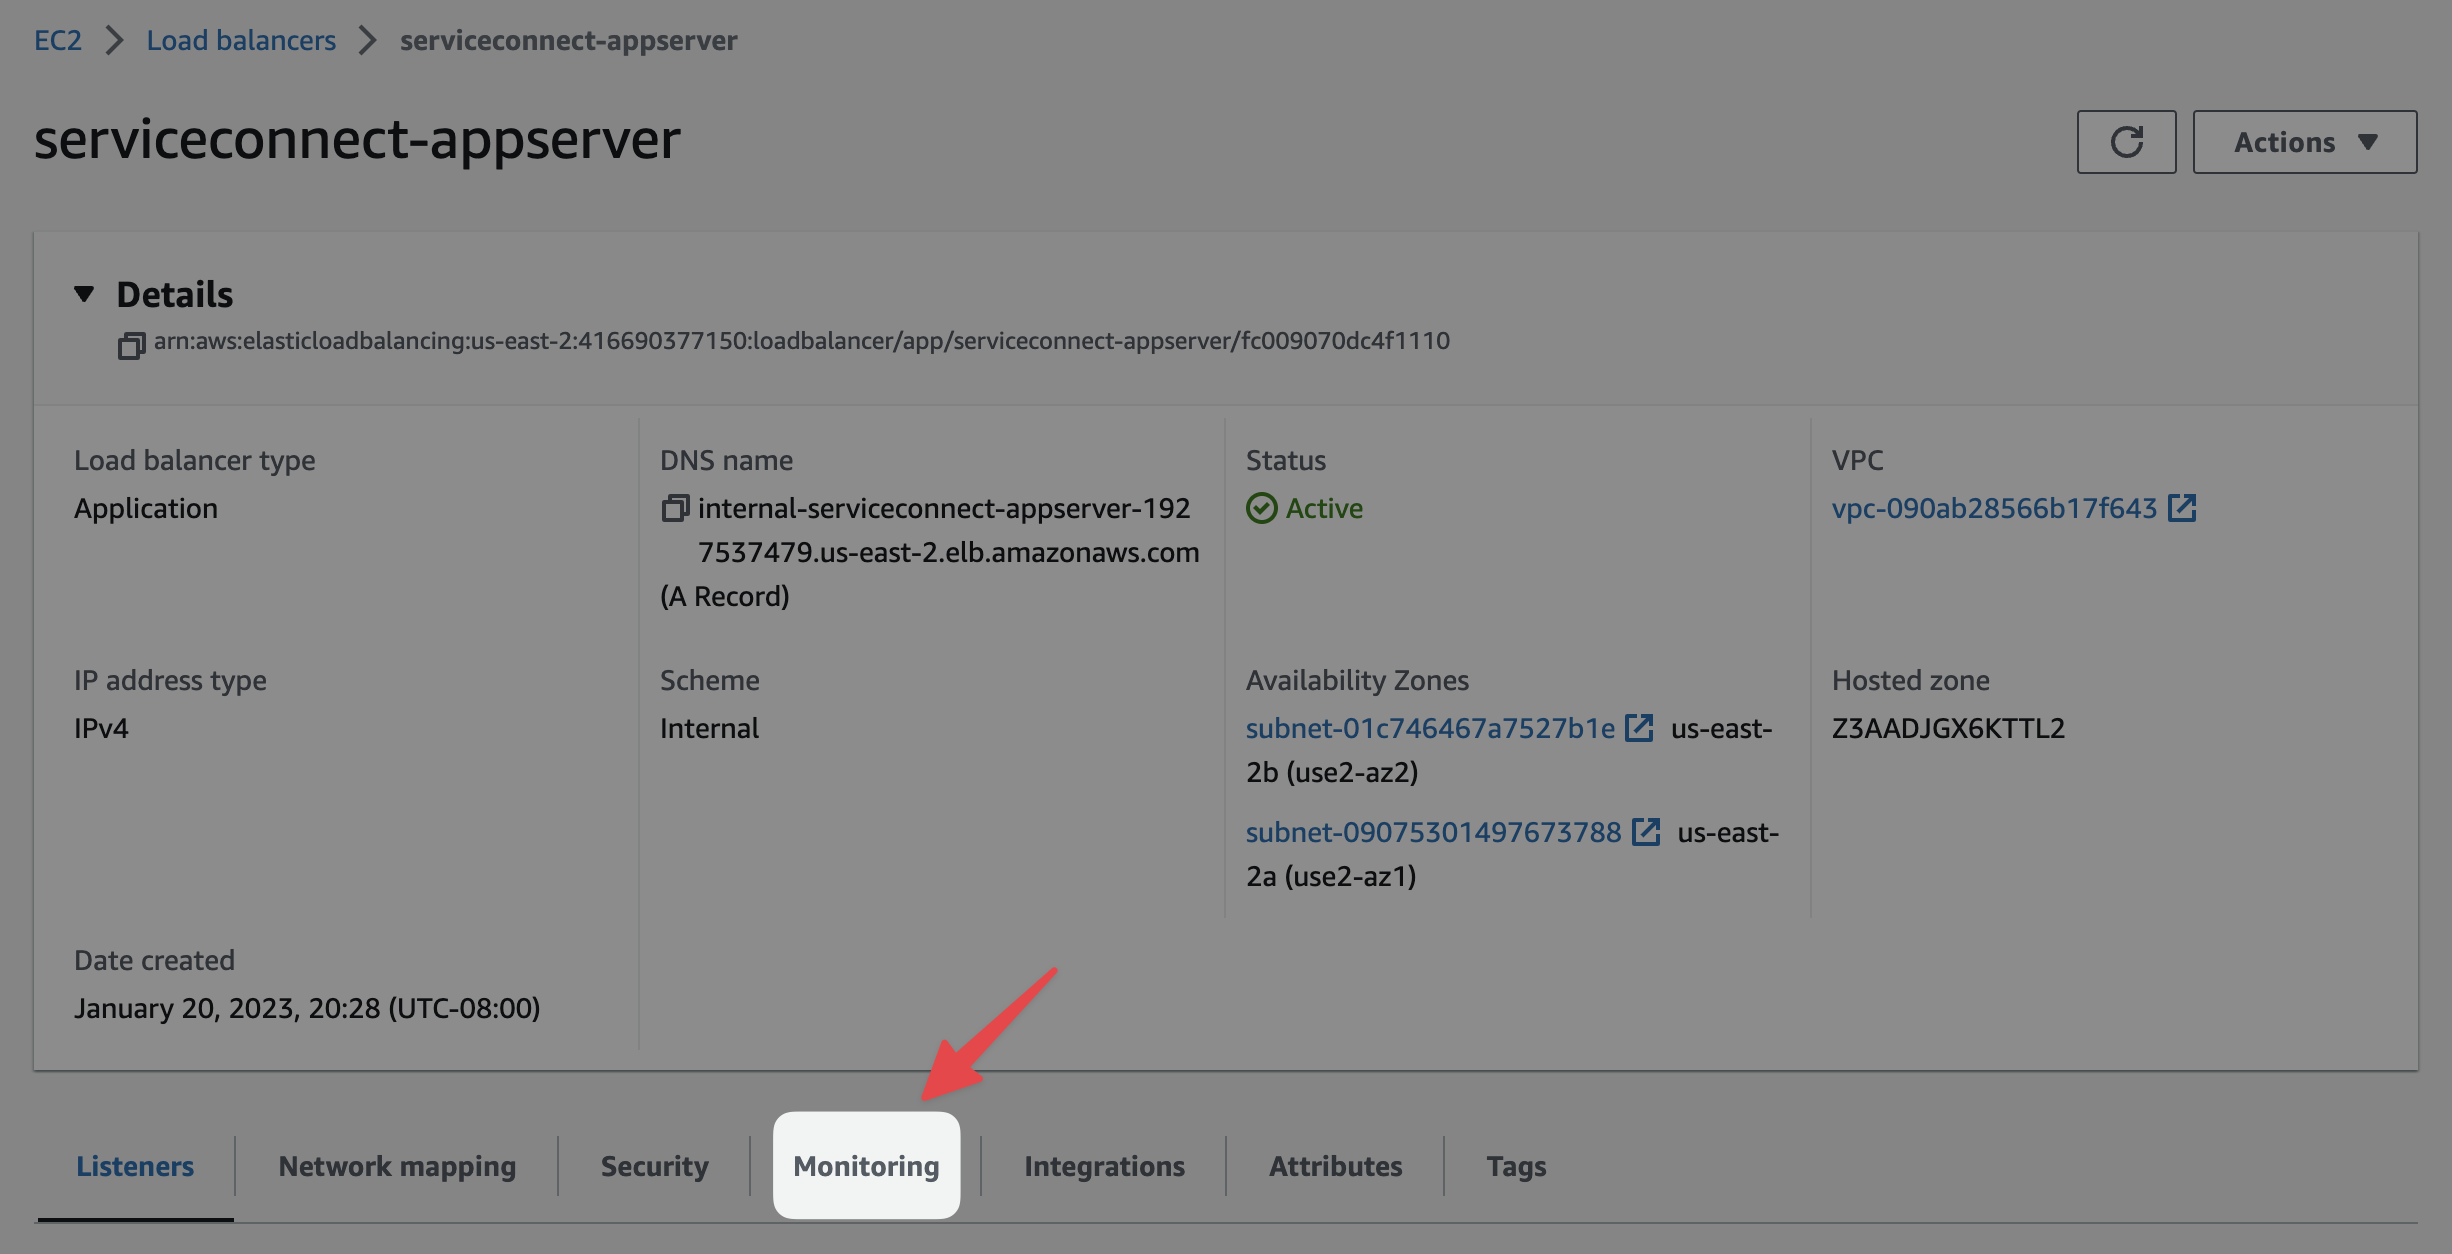 EC2 > Load balancers > serviceconnect-appserver
serviceconnect-appserver
Actions
Details
arn:aws:elasticloadbalancing:us-east-2:416690377150:loadbalancer/app/serviceconnect-appserver/fc009070dc4f1110
Load balancer type
Application
DNS name
internal-serviceconnect-appserver-192
7537479.us-east-2.elb.amazonaws.com
(A Record)
Status
Active
VPC
vpc-090ab28566b17f643
IP address type
IPv4
Scheme
Internal
Availability Zones
subnet-01c746467a7527b1e us-east-
2b (use2-az2)
subnet-09075301497673788 us-east-
2a (use2-az1)
Hosted zone
Z3AADJGX6KTTL2
Date created
January 20, 2023, 20:28 (UTC-08:00)
Listeners
Network mapping
Security
Monitoring
Integrations
Attributes
Tags